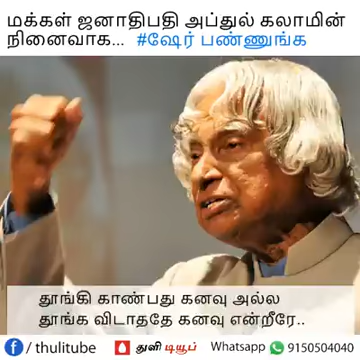 மக்கள் ஜனாதிபதி அப்துல் கலாமின்
நினைவாக... #ஷேர் பண்ணுங்க
தூங்கி காண்பது கனவு அல்ல
தூங்க விடாததே கனவு என்றீரே..
f / thulitube துளி டியூப் Whatsapp 9150504040